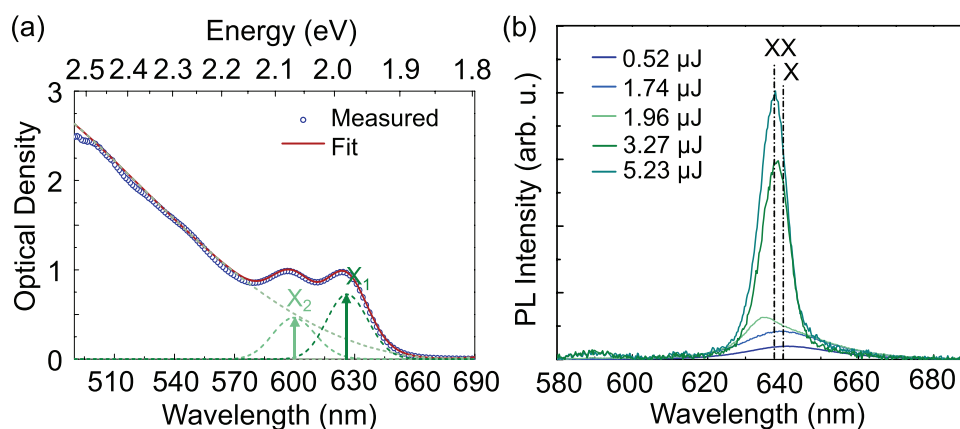 (a)
Energy (eV)
2.5 2.4 2.3 2.2 2.1 2.0 1.9 1.8
3
2
1
0
Optical Density
Measured
Fit
X₂
X₁
510 540 570 600 630 660 690
Wavelength (nm)
(b)
XX
X
0.52 μJ
1.74 μJ
1.96 μJ
3.27 μJ
5.23 μJ
PL Intensity (arb. u.)
580 600 620 640 660 680
Wavelength (nm)